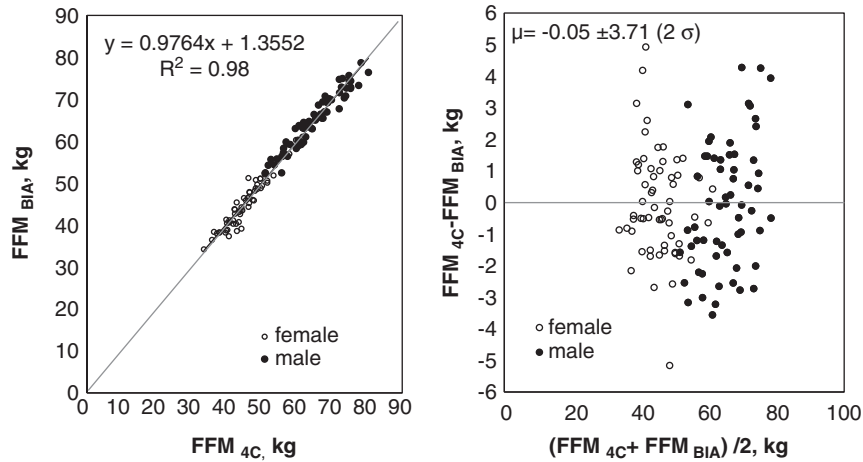 y = 0.9764x + 1.3552
R² = 0.98
90
80
70
60
50
40
30
20
10
0
0 10 20 30 40 50 60 70 80 90
FFM BIA, kg
FFM 4C, kg
female
male
μ= -0.05 ±3.71 (2 σ)
6
5
4
3
2
1
0
-1
-2
-3
-4
-5
-6
0 20 40 60 80 100
FFM 4C-FFM BIA, kg
(FFM 4C+ FFM BIA) /2, kg
female
male